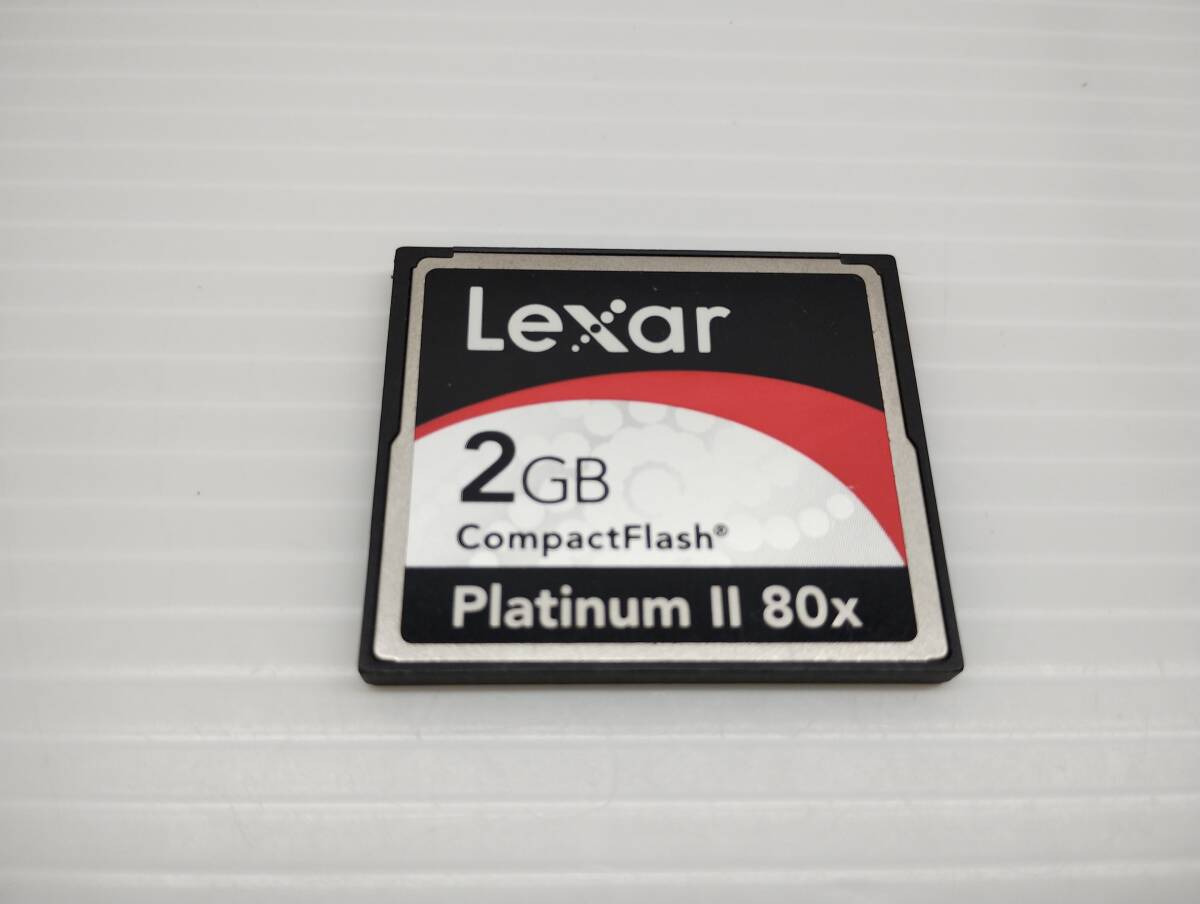 Lexar
2GB
CompactFlash®
Platinum II 80x